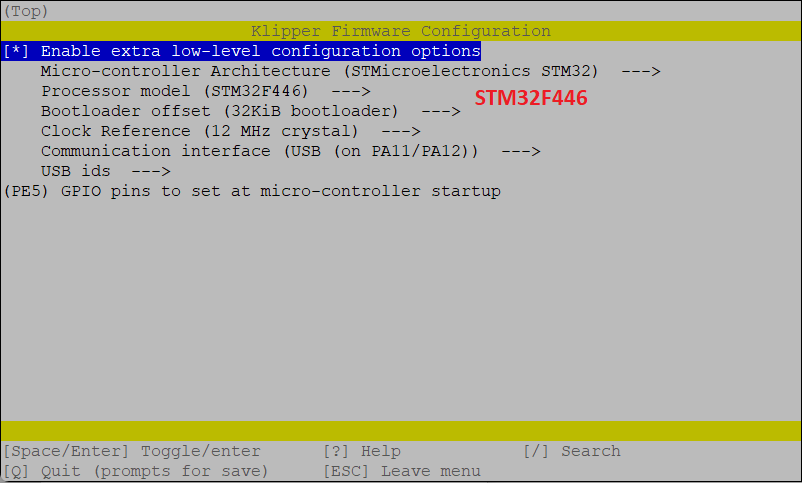 (Top)
Klipper Firmware Configuration
[*] Enable extra low-level configuration options
Micro-controller Architecture (STMicroelectronics STM32)  --->
Processor model (STM32F446)  --->
STM32F446
Bootloader offset (32KiB bootloader)  --->
Clock Reference (12 MHz crystal)  --->
Communication interface (USB (on PA11/PA12))  --->
USB ids  --->
(PE5) GPIO pins to set at micro-controller startup
[Space/Enter] Toggle/enter [?] Help [/] Search
[Q] Quit (prompts for save) [ESC] Leave menu